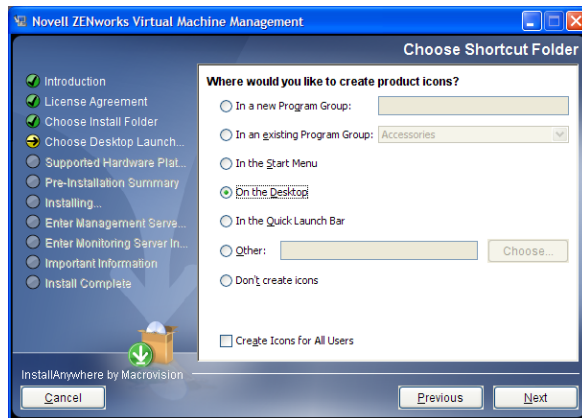 Novell ZENworks Virtual Machine Management
Choose Shortcut Folder
Introduction
License Agreement
Choose Install Folder
Choose Desktop Launch...
Supported Hardware Plat...
Pre-Installation Summary
Installing...
Enter Management Serve...
Enter Monitoring Server In...
Important Information
Install Complete
Where would you like to create product icons?
In a new Program Group:
In an existing Program Group: Accessories
In the Start Menu
On the Desktop
In the Quick Launch Bar
Other: Choose...
Don't create icons
Create Icons for All Users
InstallAnywhere by Macrovision
Cancel Previous Next